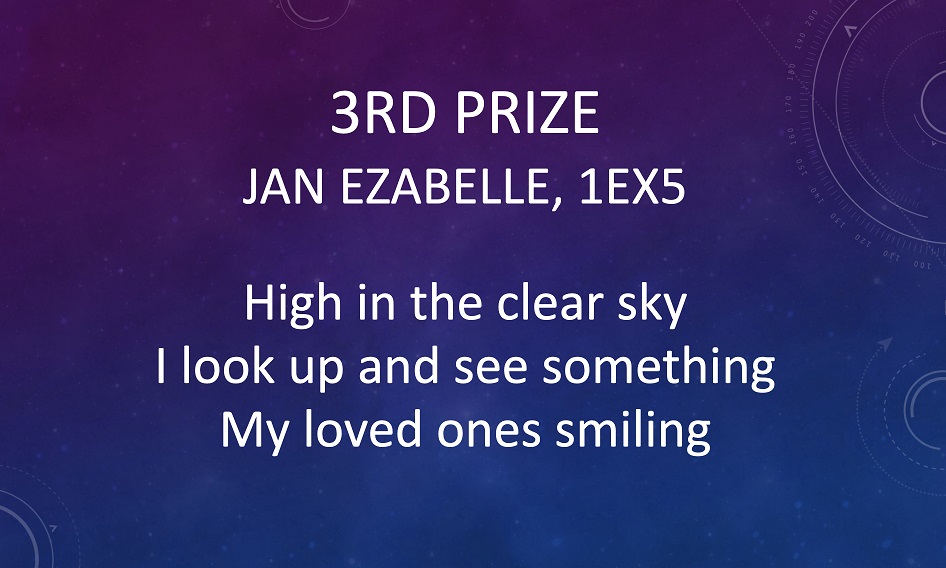 3RD PRIZE
JAN EZABELLE, 1EX5
High in the clear sky
I look up and see something
My loved ones smiling